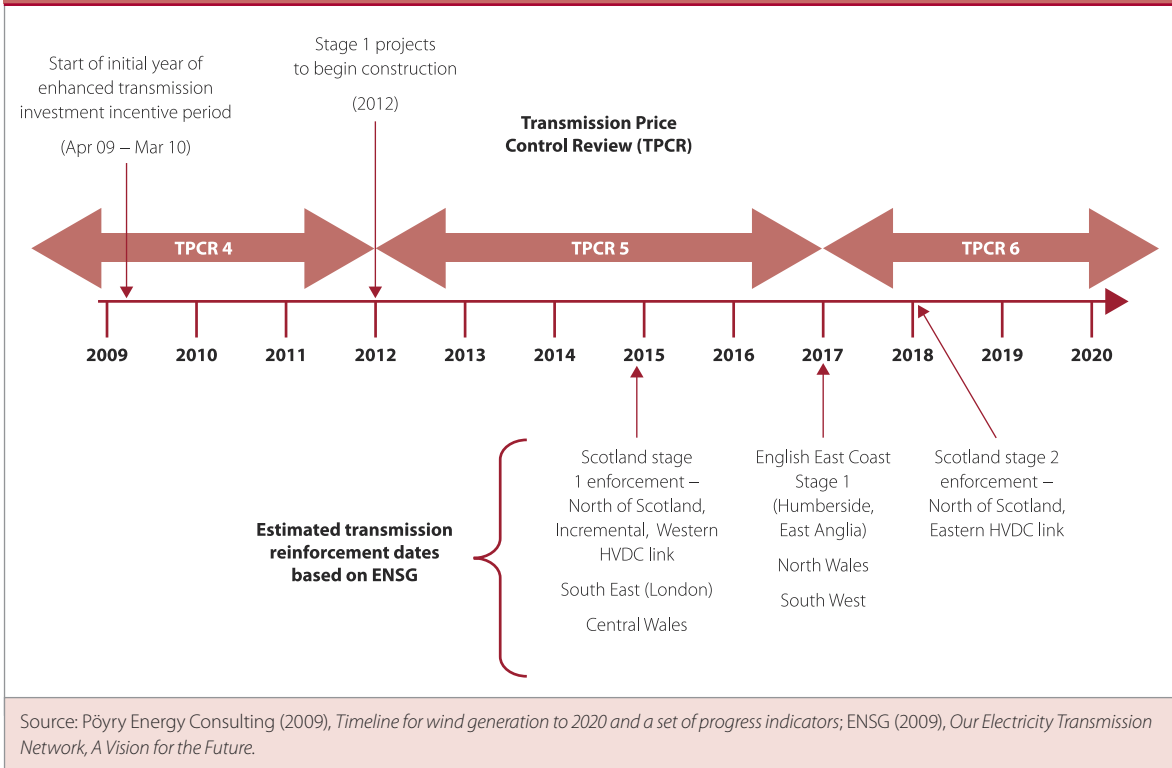 Start of initial year of
enhanced transmission
investment incentive period
(Apr 09 – Mar 10)
Stage 1 projects
to begin construction
(2012)
Transmission Price
Control Review (TPCR)
TPCR 4
TPCR 5
TPCR 6
2009
2010
2011
2012
2013
2014
2015
2016
2017
2018
2019
2020
Estimated transmission
reinforcement dates
based on ENSG
Scotland stage
1 enforcement –
North of Scotland,
Incremental, Western
HVDC link
South East (London)
Central Wales
English East Coast
Stage 1
(Humberside,
East Anglia)
North Wales
South West
Scotland stage 2
enforcement –
North of Scotland,
Eastern HVDC link
Source: Pöyry Energy Consulting (2009), Timeline for wind generation to 2020 and a set of progress indicators; ENSG (2009), Our Electricity Transmission
Network, A Vision for the Future.